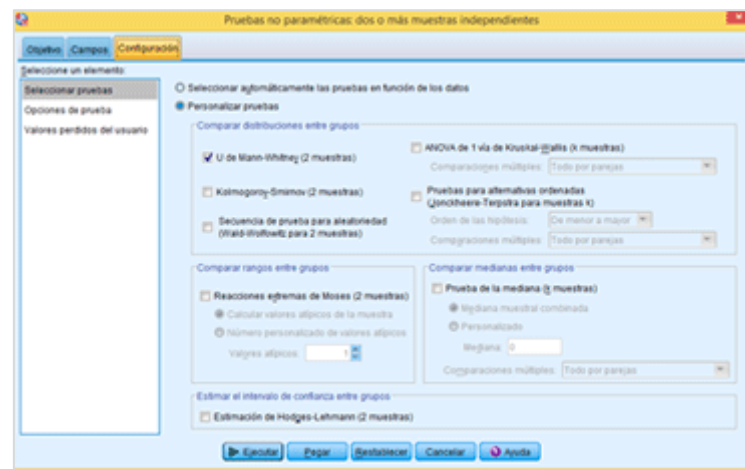 Pruebas no paramétricas: dos o más muestras independientes
Objetivo Campos Configuración
Seleccione un elemento:
Seleccionar pruebas
Opciones de prueba
Valores perdidos del usuario
Seleccionar automáticamente las pruebas en función de los datos
Personalizar pruebas
Comparar distribuciones entre grupos
U de Mann-Whitney (2 muestras)
Kolmogorov-Smirnov (2 muestras)
Secuencia de prueba para aleatoriedad
(Wald-Wolfowitz para 2 muestras)
ANOVA de 1 vía de Kruskal-Wallis (k muestras)
Comparaciones múltiples: Todo por parejas
Pruebas para alternativas ordenadas
(Jonckheere-Terpstra para muestras k)
Orden de las hipótesis: De menor a mayor
Comparaciones múltiples: Todo por parejas
Comparar rangos entre grupos
Reacciones extremas de Moses (2 muestras)
Calcular valores atípicos de la muestra
Número personalizado de valores atípicos
Valores atípicos: 1
Comparar medianas entre grupos
Prueba de la mediana (k muestras)
Mediana muestral combinada
Personalizado
Mediana: 0
Comparaciones múltiples: Todo por parejas
Estimar el intervalo de confianza entre grupos
Estimación de Hodges-Lehmann (2 muestras)
Ejecutar Pegar Restablecer Cancelar Ayuda